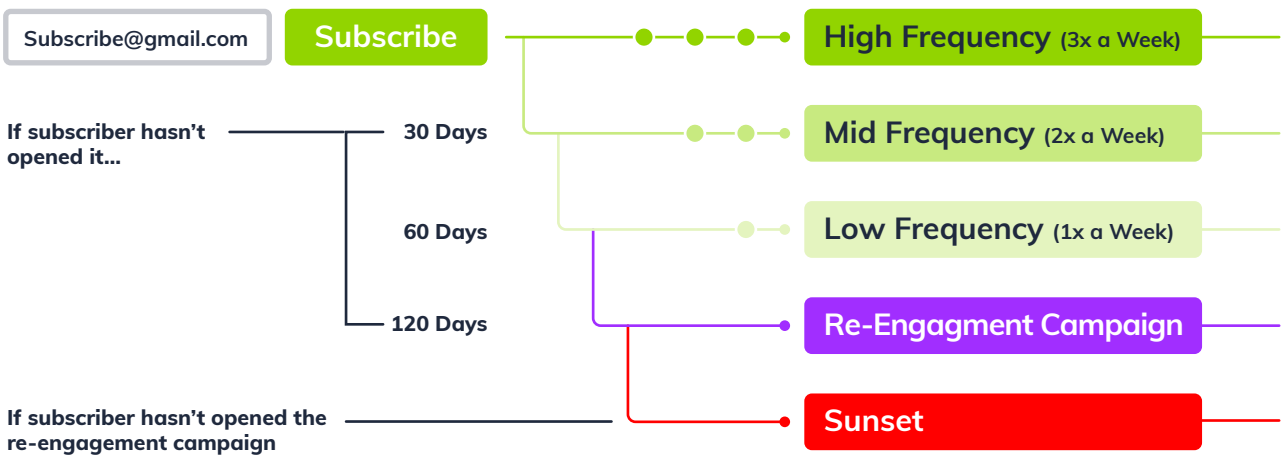 Subscribe@gmail.com
Subscribe
High Frequency (3x a Week)
If subscriber hasn't
opened it...
30 Days
Mid Frequency (2x a Week)
60 Days
Low Frequency (1x a Week)
120 Days
Re-Engagment Campaign
If subscriber hasn't opened the
re-engagement campaign
Sunset